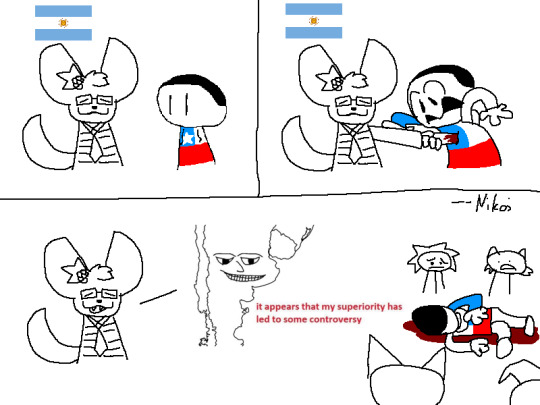 -- Nikos
it appears that my superiority has
led to some controversy